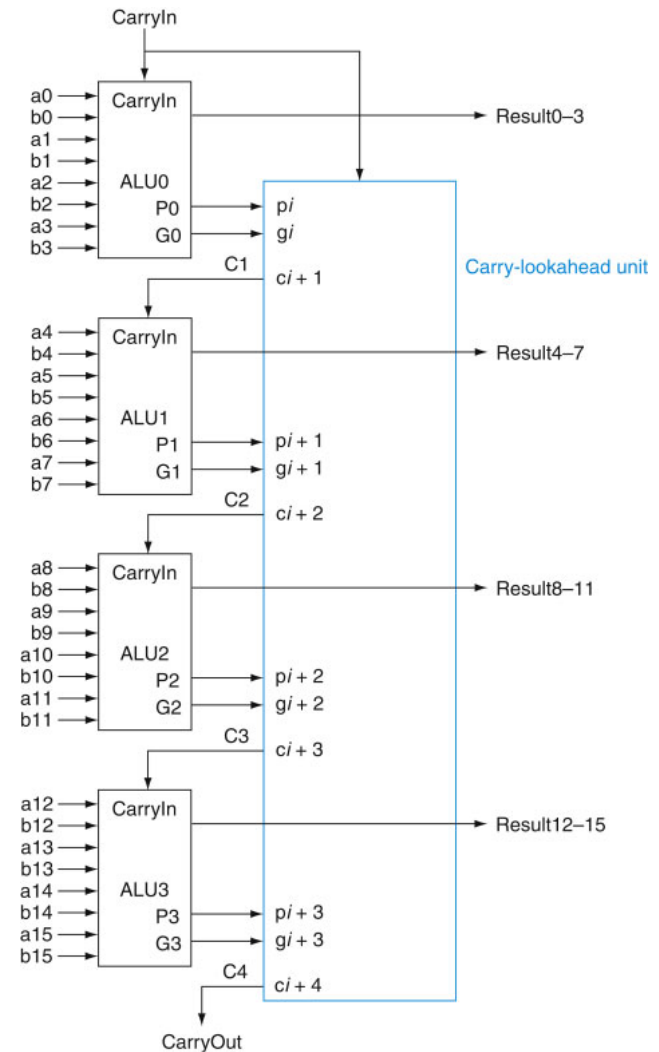 CarryIn
a0
CarryIn
b0
Result0–3
a1
b1
a2
ALU0
b2
P0
pi
a3
G0
gi
b3
C1
ci + 1
Carry-lookahead unit
a4
CarryIn
b4
Result4–7
a5
b5
a6
ALU1
b6
P1
pi + 1
a7
G1
gi + 1
b7
C2
ci + 2
a8
CarryIn
b8
Result8–11
a9
b9
a10
ALU2
b10
P2
pi + 2
a11
G2
gi + 2
b11
C3
ci + 3
a12
CarryIn
b12
Result12–15
a13
b13
a14
ALU3
b14
P3
pi + 3
a15
G3
gi + 3
b15
C4
ci + 4
CarryOut